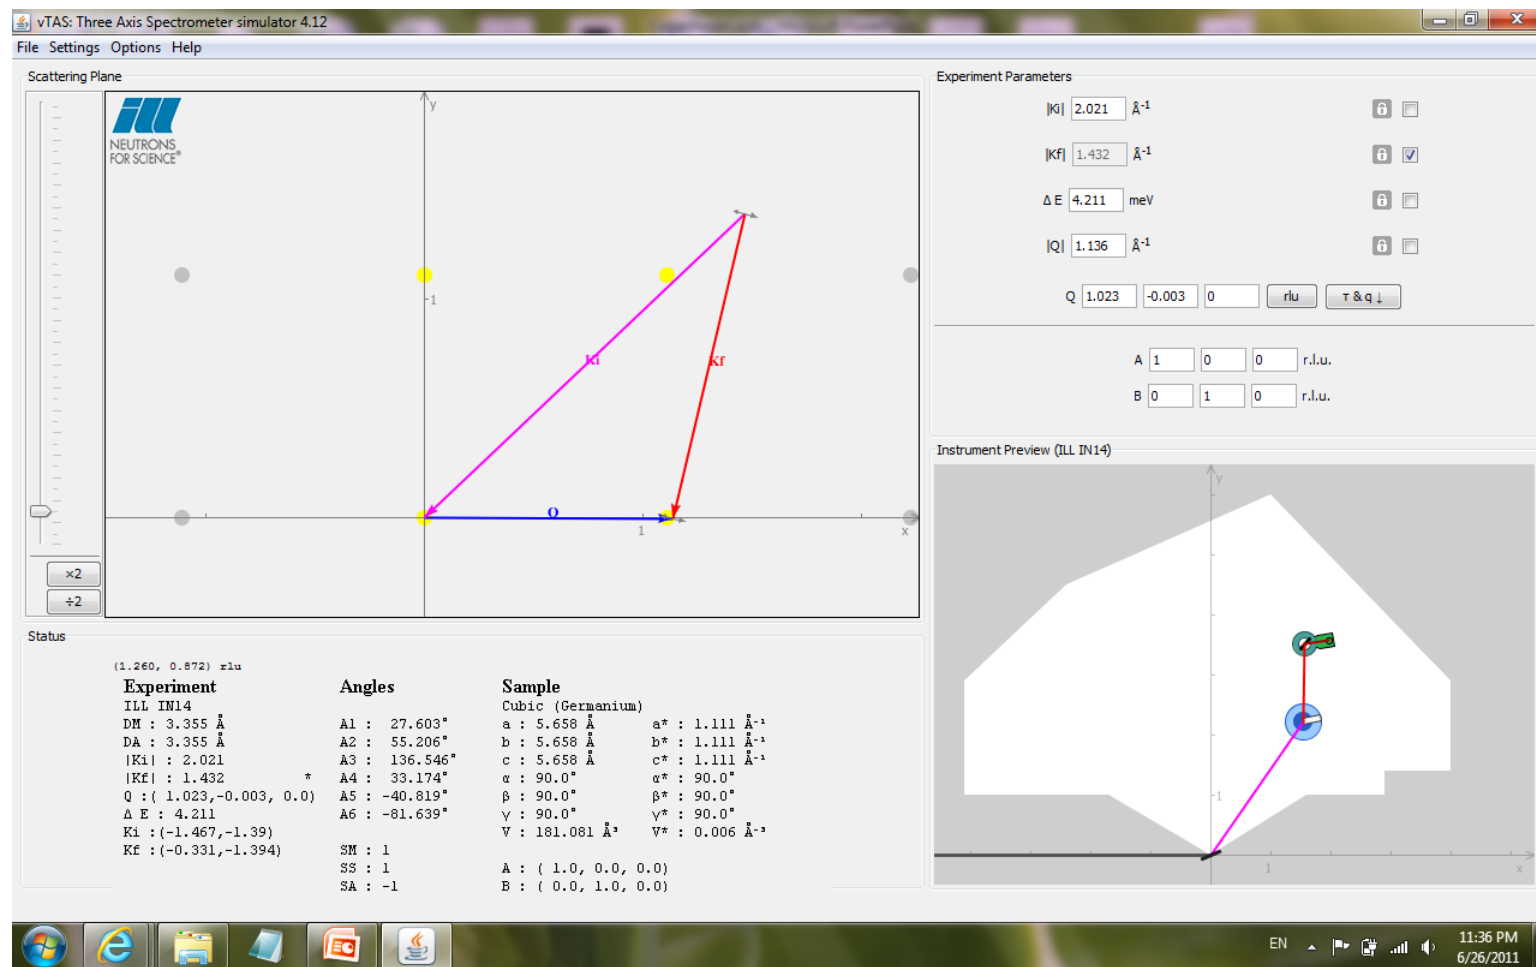 vTAS: Three Axis Spectrometer simulator 4.12
File Settings Options Help
Scattering Plane
NEUTRONS
FOR SCIENCE®
y
1
Ki
Kf
Q
1
x
×2
÷2
Experiment Parameters
|Ki| 2.021 Å-1
|Kf| 1.432 Å-1
Δ E 4.211 meV
|Q| 1.136 Å-1
Q 1.023 -0.003 0 rlu τ & q ↓
A 1 0 0 r.l.u.
B 0 1 0 r.l.u.
Instrument Preview (ILL IN14)
y
1
1
x
Status
(1.260, 0.872) rlu
Experiment Angles Sample
ILL IN14 Cubic (Germanium)
DM : 3.355 Å A1 : 27.603° a : 5.658 Å a* : 1.111 Å-¹
DA : 3.355 Å A2 : 55.206° b : 5.658 Å b* : 1.111 Å-¹
|Ki| : 2.021 A3 : 136.546° c : 5.658 Å c* : 1.111 Å-¹
|Kf| : 1.432 * A4 : 33.174° α : 90.0° α* : 90.0°
Q :( 1.023,-0.003, 0.0) A5 : -40.819° β : 90.0° β* : 90.0°
Δ E : 4.211 A6 : -81.639° γ : 90.0° γ* : 90.0°
Ki :(-1.467,-1.39) V : 181.081 Å³ V* : 0.006 Å-³
Kf :(-0.331,-1.394) SM : 1
SS : 1 A : ( 1.0, 0.0, 0.0)
SA : -1 B : ( 0.0, 1.0, 0.0)
EN 11:36 PM
6/26/2011